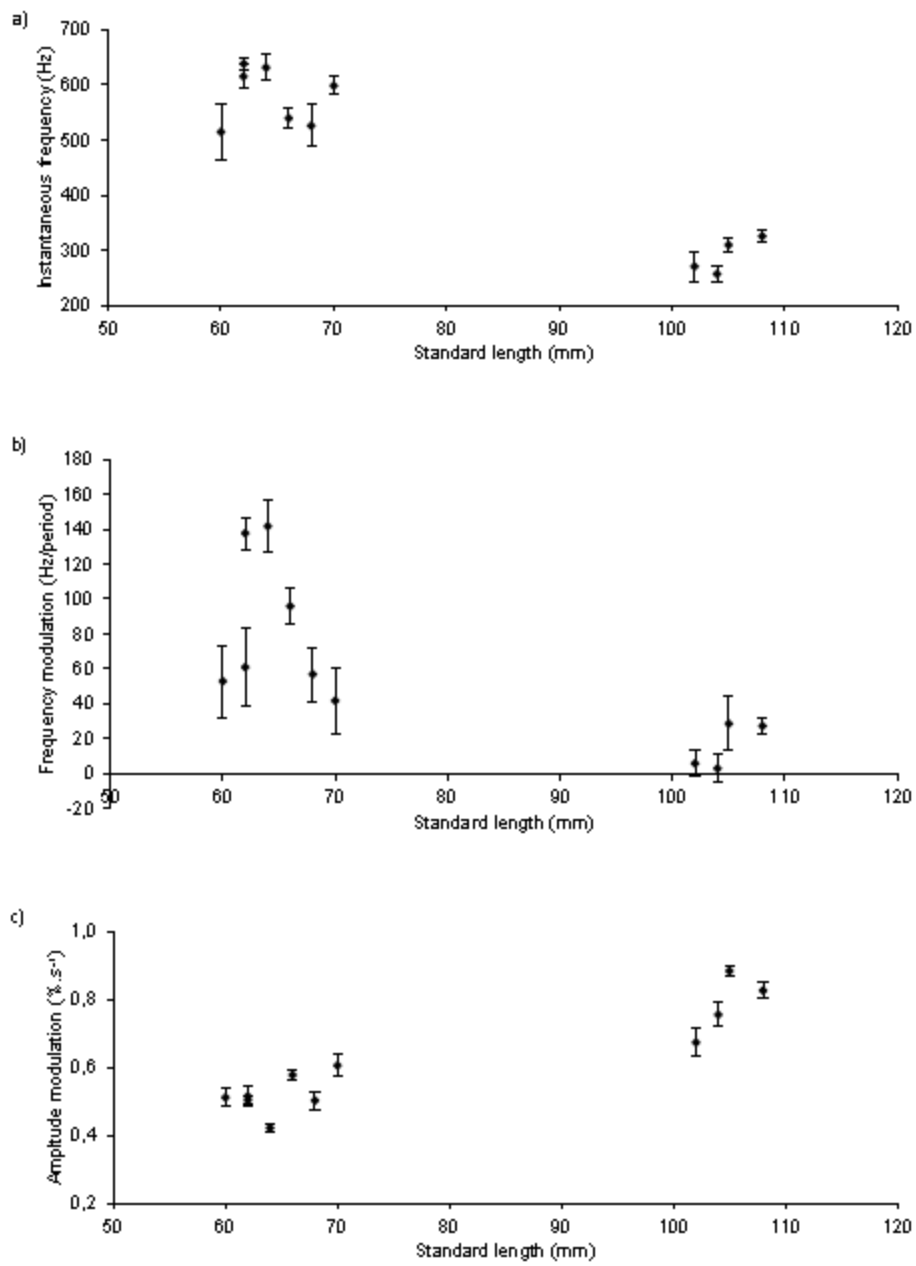 a)
Instantaneous frequency (Hz)
700
600
500
400
300
200
50 60 70 80 90 100 110 120
Standard length (mm)
b)
Frequency modulation (Hz/period)
180
160
140
120
100
80
60
40
20
0
-20
50 60 70 80 90 100 110 120
Standard length (mm)
c)
Ampltude modulation (%.s⁻¹)
1,0
0,8
0,6
0,4
0,2
50 60 70 80 90 100 110 120
Standard length (mm)